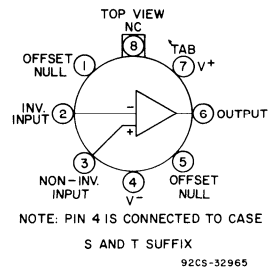 TOP VIEW
NC
8
TAB
OFFSET
NULL
1
7
V+
INV.
INPUT
2
-
+
6
OUTPUT
3
NON-INV.
INPUT
4
V-
5
OFFSET
NULL
NOTE: PIN 4 IS CONNECTED TO CASE
S AND T SUFFIX
92CS-32965